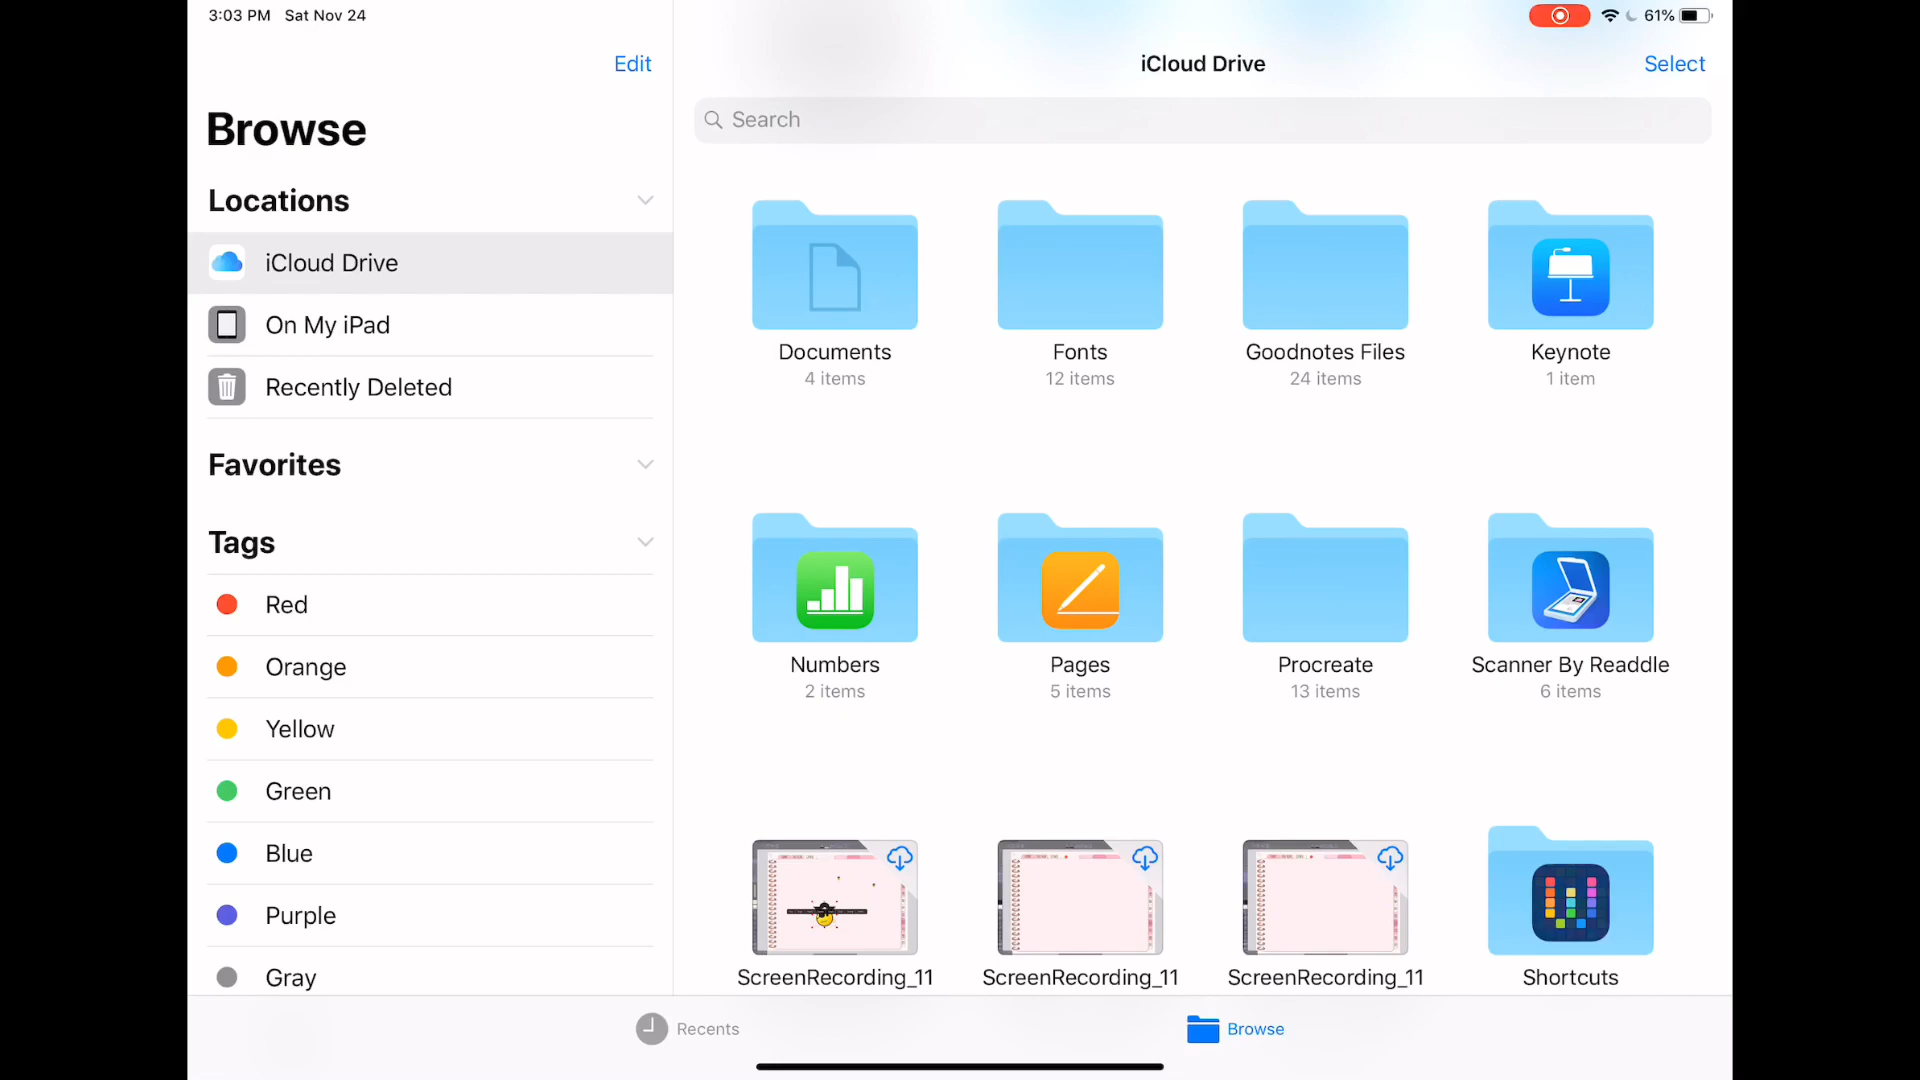 3:03 PM Sat Nov 24
61%
Edit
Browse
Locations
iCloud Drive
On My iPad
Recently Deleted
Favorites
Tags
Red
Orange
Yellow
Green
Blue
Purple
Gray
iCloud Drive
Select
Search
Documents
4 items
Fonts
12 items
Goodnotes Files
24 items
Keynote
1 item
Numbers
2 items
Pages
5 items
Procreate
13 items
Scanner By Readdle
6 items
ScreenRecording_11
ScreenRecording_11
ScreenRecording_11
Shortcuts
Recents
Browse